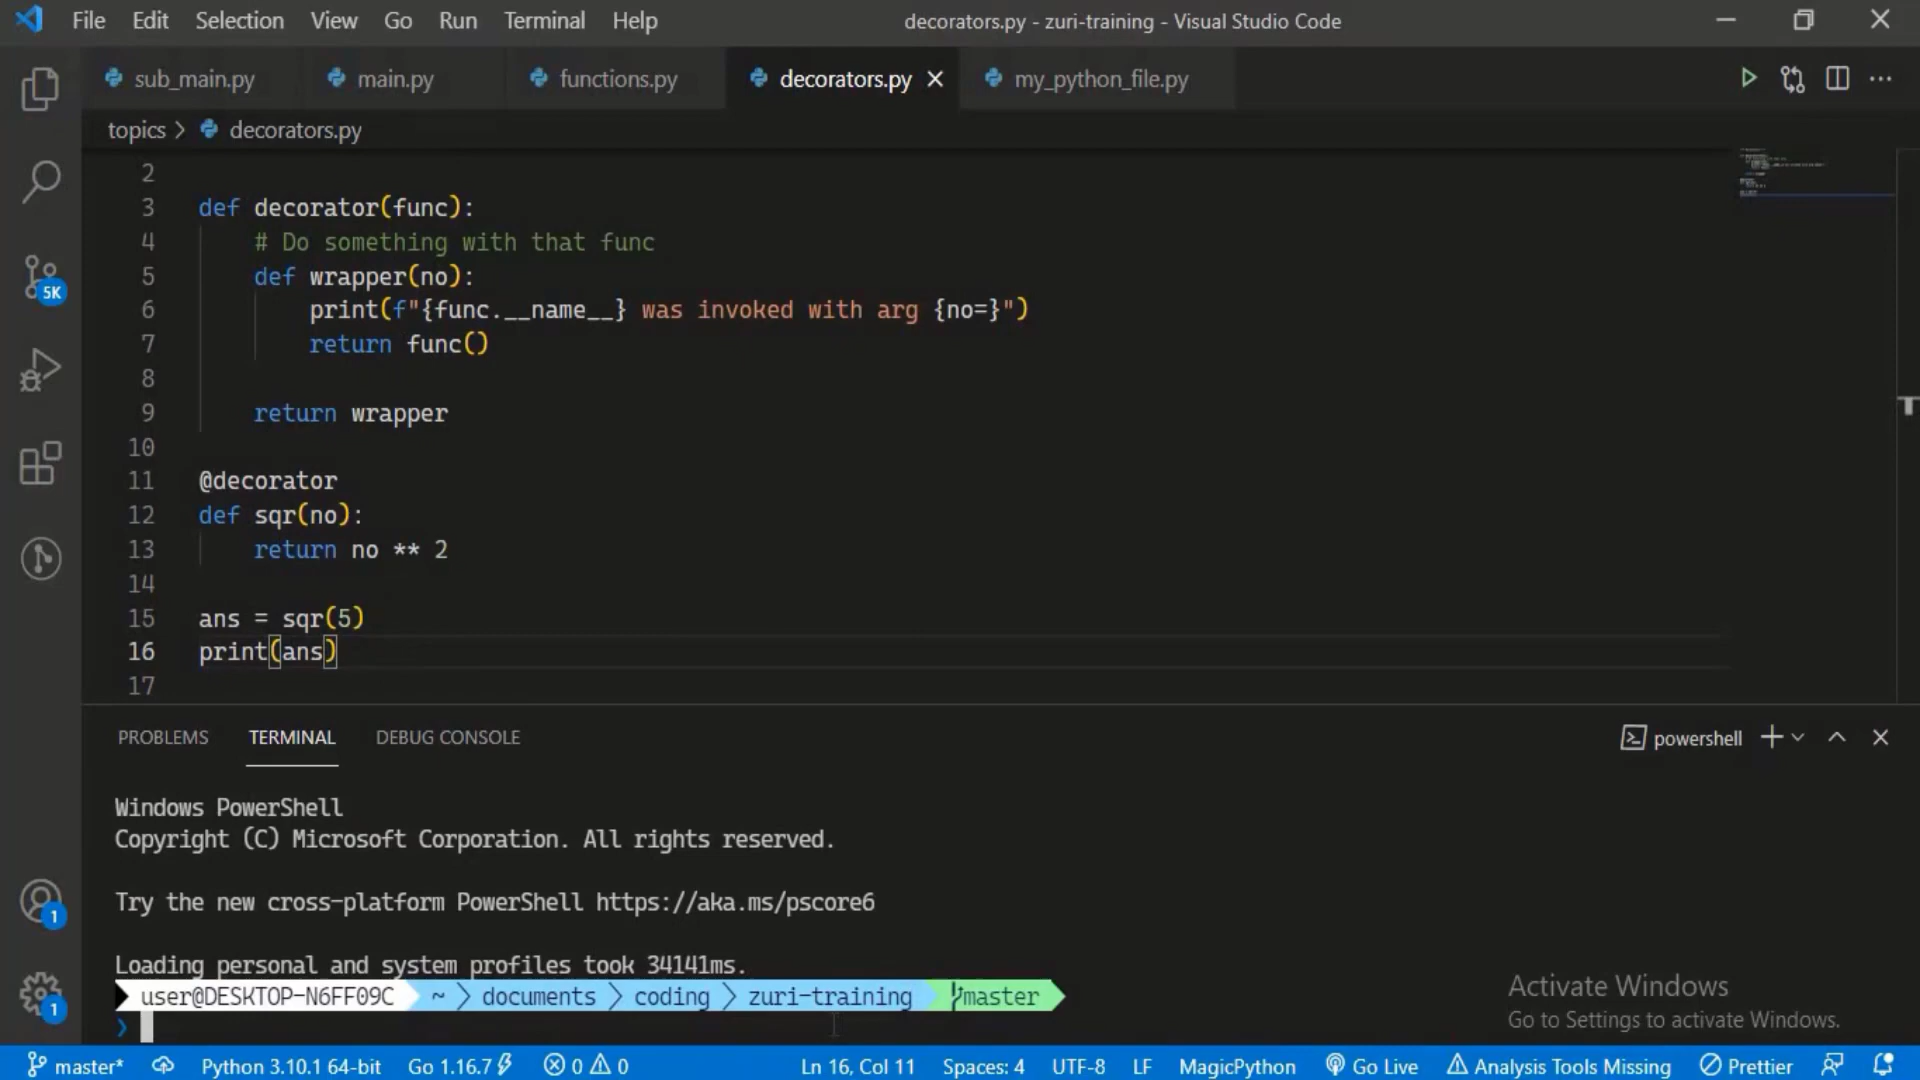 File Edit Selection View Go Run Terminal Help decorators.py - zuri-training - Visual Studio Code
sub_main.py main.py functions.py decorators.py my_python_file.py
topics > decorators.py
2
3 def decorator(func):
4 # Do something with that func
5 def wrapper(no):
6 print(f"{func.__name__} was invoked with arg {no=}")
7 return func()
8
9 return wrapper
10
11 @decorator
12 def sqr(no):
13 return no ** 2
14
15 ans = sqr(5)
16 print(ans)
17
5K
PROBLEMS TERMINAL DEBUG CONSOLE powershell
Windows PowerShell
Copyright (C) Microsoft Corporation. All rights reserved.
Try the new cross-platform PowerShell https://aka.ms/pscore6
Loading personal and system profiles took 34141ms.
user@DESKTOP-N6FF09C ~ documents coding zuri-training master
❯
1
1
Activate Windows
Go to Settings to activate Windows.
master* Python 3.10.1 64-bit Go 1.16.7 0 0 Ln 16, Col 11 Spaces: 4 UTF-8 LF MagicPython Go Live Analysis Tools Missing Prettier